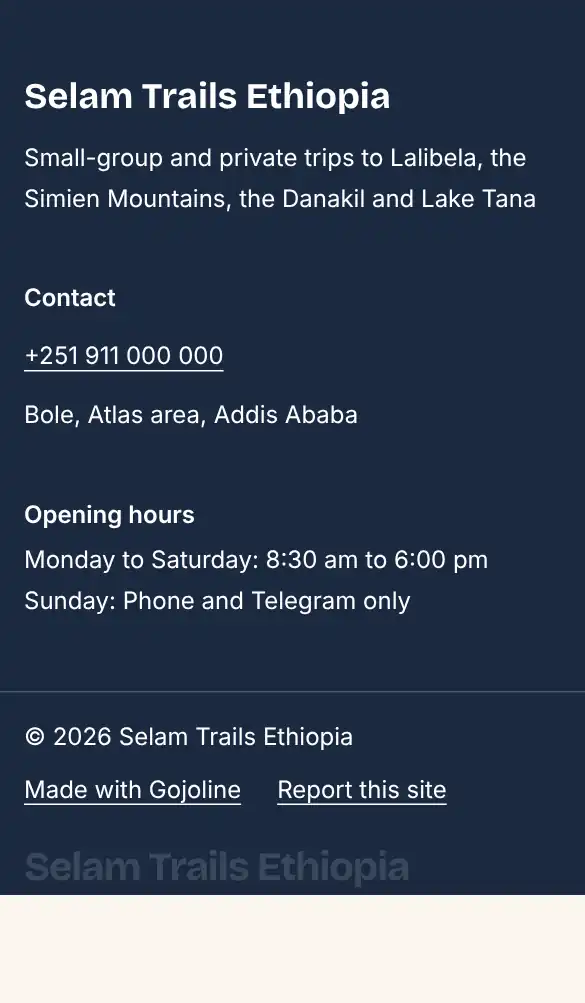 Selam Trails Ethiopia
Small-group and private trips to Lalibela, the
Simien Mountains, the Danakil and Lake Tana
Contact
+251 911 000 000
Bole, Atlas area, Addis Ababa
Opening hours
Monday to Saturday: 8:30 am to 6:00 pm
Sunday: Phone and Telegram only
© 2026 Selam Trails Ethiopia
Made with Gojoline Report this site
Selam Trails Ethiopia